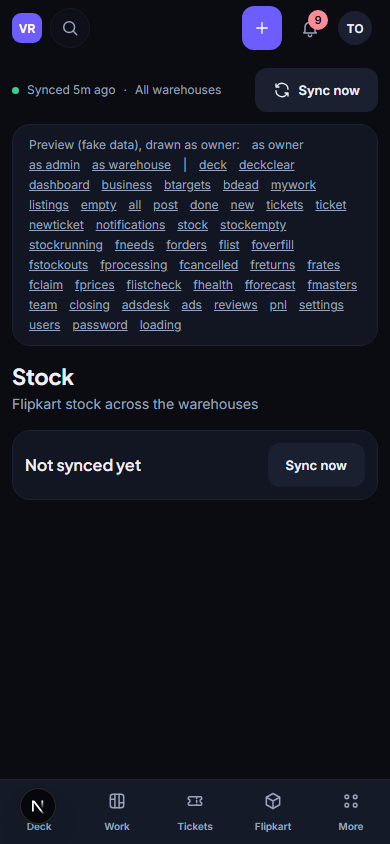 VR
9
TO
Synced 5m ago · All warehouses
Sync now
Preview (fake data), drawn as owner: as owner
as admin as warehouse | deck deckclear
dashboard business btargets bdead mywork
listings empty all post done new tickets ticket
newticket notifications stock stockempty
stockrunning fneeds forders flist foverfill
fstockouts fprocessing fcancelled freturns frates
fclaim fprices flistcheck fhealth fforecast fmasters
team closing adsdesk ads reviews pnl settings
users password loading
Stock
Flipkart stock across the warehouses
Not synced yet
Sync now
N
Deck Work Tickets Flipkart More